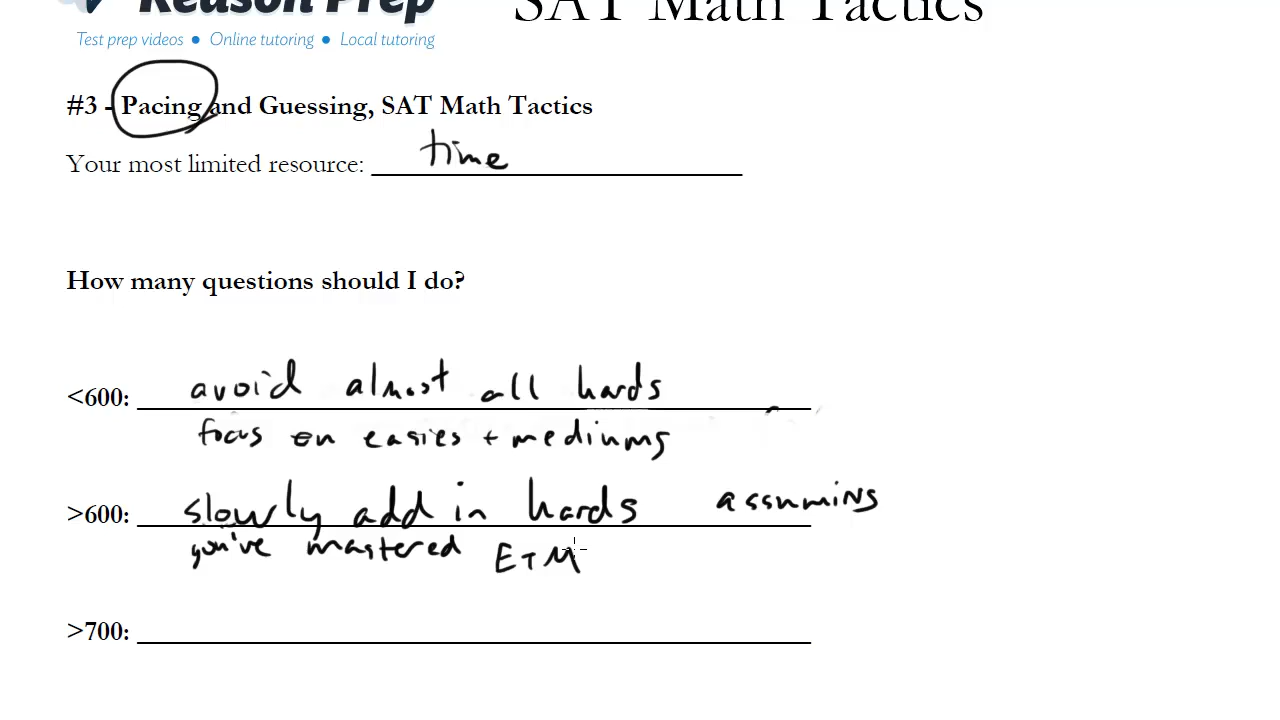 Reason Prep
SAT Math Tactics
Test prep videos ● Online tutoring ● Local tutoring
#3 - Pacing and Guessing, SAT Math Tactics
Your most limited resource: time
How many questions should I do?
<600: avoid almost all hards
focus on easies + mediums
>600: slowly add in hards assuming
you've mastered E+M
>700: